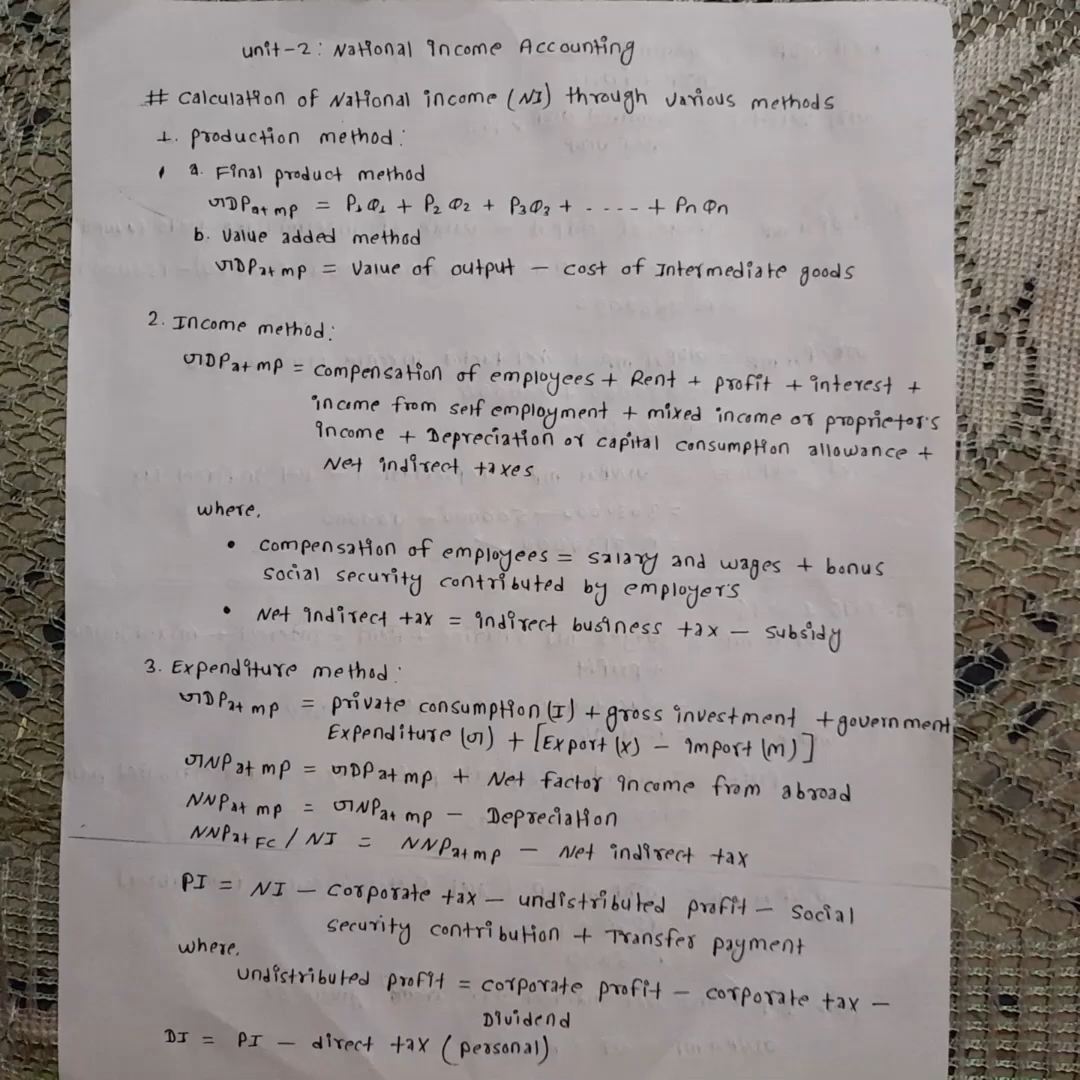 unit-2: National Income Accounting
# Calculation of National income (NI) through various methods
1. production method:
a. Final product method
GDPat mp = P1Q1 + P2Q2 + P3Q3 + ----- + PnQn
b. value added method
GDPat mp = value of output – cost of Intermediate goods
2. Income method:
GDPat mp = compensation of employees + Rent + profit + interest +
income from self employment + mixed income or proprietor's
income + Depreciation or capital consumption allowance +
Net indirect taxes
where,
• compensation of employees = salary and wages + bonus
social security contributed by employers
• Net indirect tax = indirect business tax – subsidy
3. Expenditure method:
GDPat mp = private consumption (I) + gross investment + government
Expenditure (G) + [Export (x) – Import (m)]
GNPat mp = GDPat mp + Net factor income from abroad
NNPat mp = GNPat mp – Depreciation
NNPat FC / NI = NNPat mp – Net indirect tax
PI = NI – corporate tax – undistributed profit – social
security contribution + Transfer payment
where,
undistributed profit = corporate profit – corporate tax –
Dividend
DI = PI – direct tax (personal)